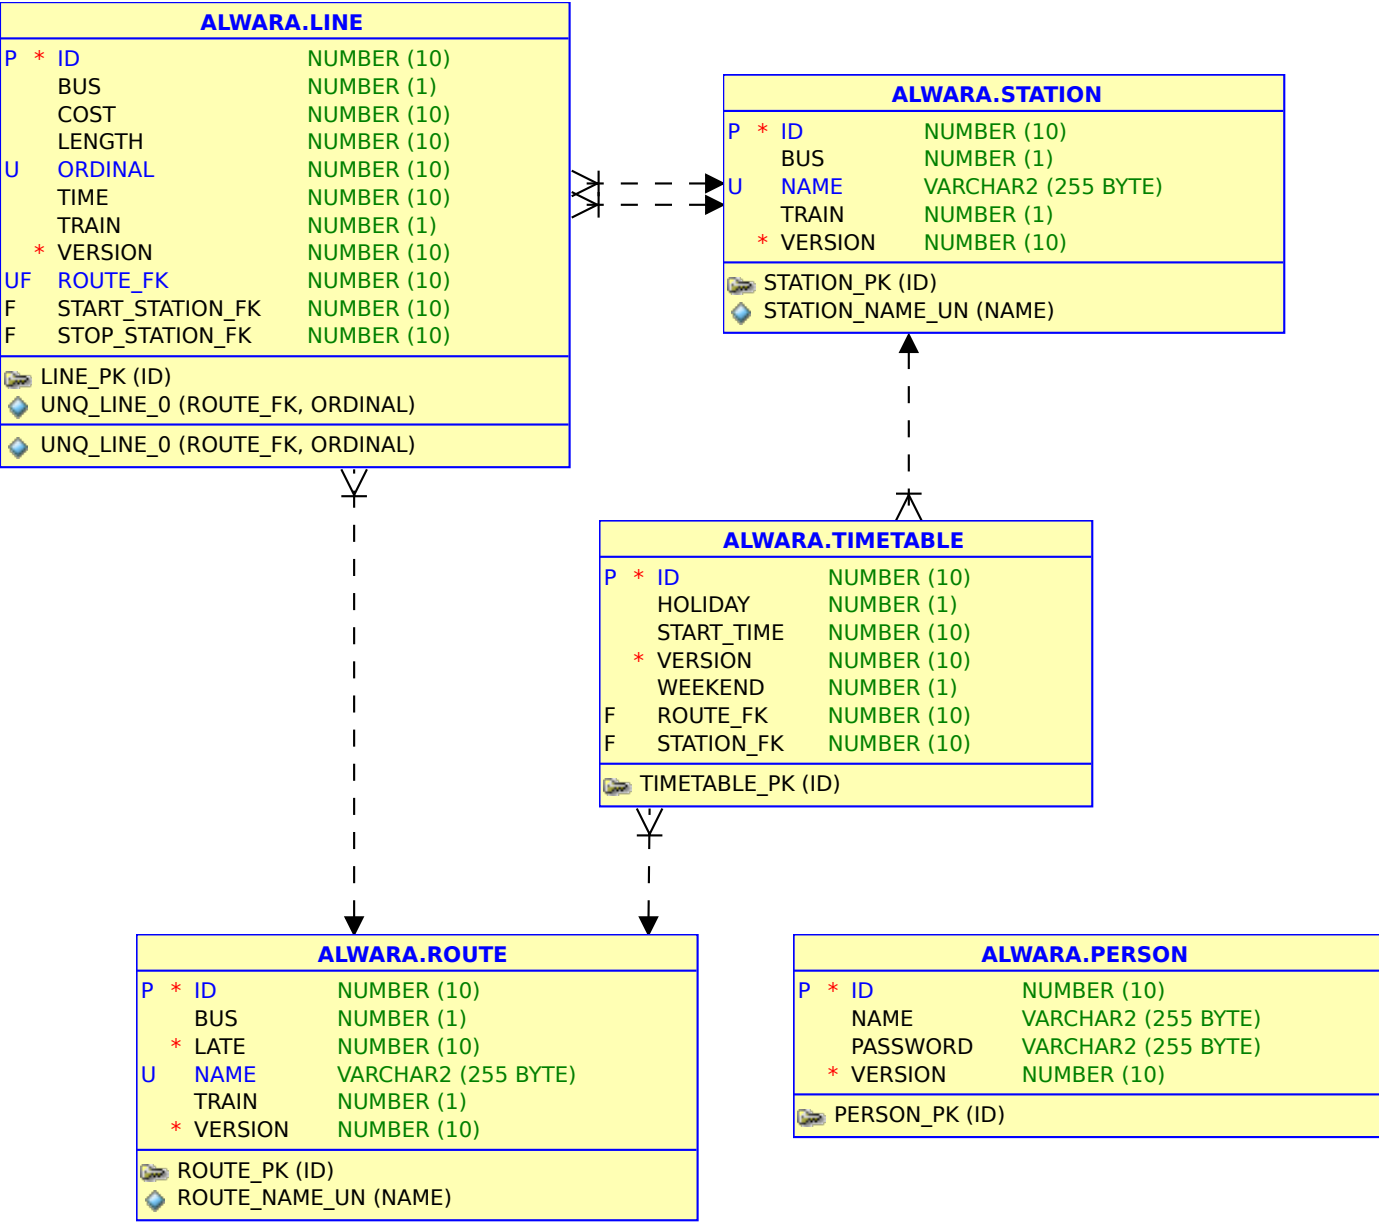 ALWARA.LINE
P * ID NUMBER (10)
BUS NUMBER (1)
COST NUMBER (10)
LENGTH NUMBER (10)
U ORDINAL NUMBER (10)
TIME NUMBER (10)
TRAIN NUMBER (1)
* VERSION NUMBER (10)
UF ROUTE_FK NUMBER (10)
F START_STATION_FK NUMBER (10)
F STOP_STATION_FK NUMBER (10)
LINE_PK (ID)
UNQ_LINE_0 (ROUTE_FK, ORDINAL)
UNQ_LINE_0 (ROUTE_FK, ORDINAL)
ALWARA.STATION
P * ID NUMBER (10)
BUS NUMBER (1)
U NAME VARCHAR2 (255 BYTE)
TRAIN NUMBER (1)
* VERSION NUMBER (10)
STATION_PK (ID)
STATION_NAME_UN (NAME)
ALWARA.TIMETABLE
P * ID NUMBER (10)
HOLIDAY NUMBER (1)
START_TIME NUMBER (10)
* VERSION NUMBER (10)
WEEKEND NUMBER (1)
F ROUTE_FK NUMBER (10)
F STATION_FK NUMBER (10)
TIMETABLE_PK (ID)
ALWARA.ROUTE
P * ID NUMBER (10)
BUS NUMBER (1)
* LATE NUMBER (10)
U NAME VARCHAR2 (255 BYTE)
TRAIN NUMBER (1)
* VERSION NUMBER (10)
ROUTE_PK (ID)
ROUTE_NAME_UN (NAME)
ALWARA.PERSON
P * ID NUMBER (10)
NAME VARCHAR2 (255 BYTE)
PASSWORD VARCHAR2 (255 BYTE)
* VERSION NUMBER (10)
PERSON_PK (ID)